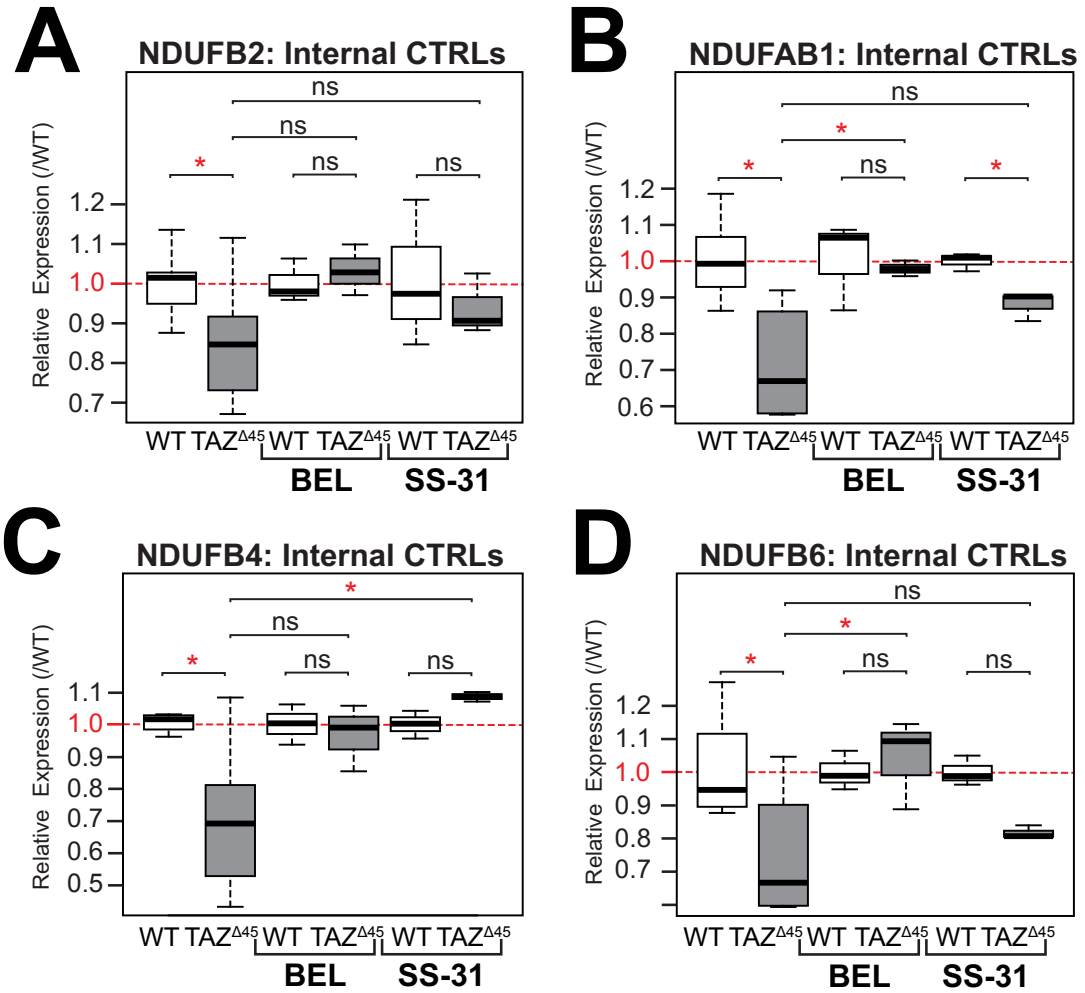 A
NDUFB2: Internal CTRLs
ns
ns
* ns ns
Relative Expression (/WT)
1.2
1.1
1.0
0.9
0.8
0.7
WT TAZΔ45 WT TAZΔ45 WT TAZΔ45
BEL SS-31
B
NDUFAB1: Internal CTRLs
ns
*
* ns *
Relative Expression (/WT)
1.2
1.1
1.0
0.9
0.8
0.7
0.6
WT TAZΔ45 WT TAZΔ45 WT TAZΔ45
BEL SS-31
C
NDUFB4: Internal CTRLs
*
ns
* ns ns
Relative Expression (/WT)
1.1
1.0
0.9
0.8
0.7
0.6
0.5
WT TAZΔ45 WT TAZΔ45 WT TAZΔ45
BEL SS-31
D
NDUFB6: Internal CTRLs
ns
*
* ns ns
Relative Expression (/WT)
1.2
1.1
1.0
0.9
0.8
0.7
WT TAZΔ45 WT TAZΔ45 WT TAZΔ45
BEL SS-31